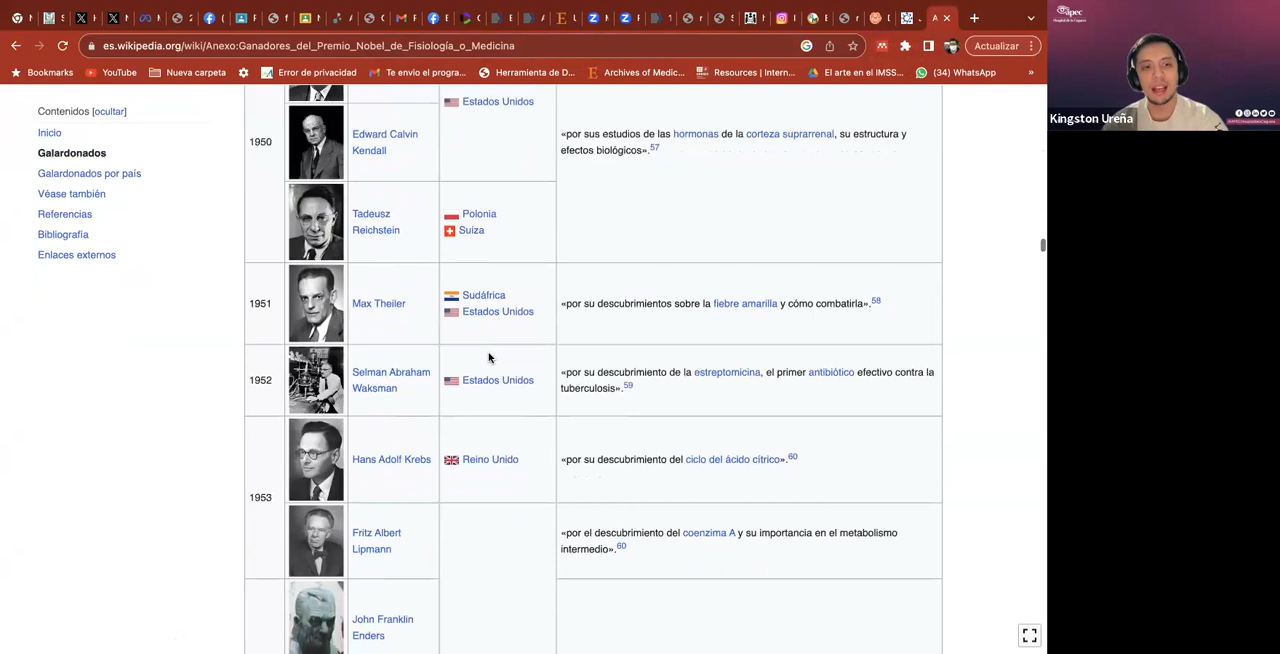 es.wikipedia.org/wiki/Anexo:Ganadores_del_Premio_Nobel_de_Fisiología_o_Medicina
Actualizar
Bookmarks
YouTube
Nueva carpeta
Error de privacidad
Te envio el progra...
Herramienta de D...
Archives of Medic...
Resources | Intern...
El arte en el IMSS...
(34) WhatsApp
»
apec
Hospital de la Ceguera
Kingston Ureña
Contenidos [ocultar]
Inicio
Galardonados
Galardonados por país
Véase también
Referencias
Bibliografía
Enlaces externos
Estados Unidos
1950
Edward Calvin
Kendall
«por sus estudios de las hormonas de la corteza suprarrenal, su estructura y
efectos biológicos».57
Tadeusz
Reichstein
Polonia
Suiza
1951
Max Theiler
Sudáfrica
Estados Unidos
«por su descubrimientos sobre la fiebre amarilla y cómo combatirla».58
1952
Selman Abraham
Waksman
Estados Unidos
«por su descubrimiento de la estreptomicina, el primer antibiótico efectivo contra la
tuberculosis».59
1953
Hans Adolf Krebs
Reino Unido
«por su descubrimiento del ciclo del ácido cítrico».60
Fritz Albert
Lipmann
«por el descubrimiento del coenzima A y su importancia en el metabolismo
intermedio».60
John Franklin
Enders